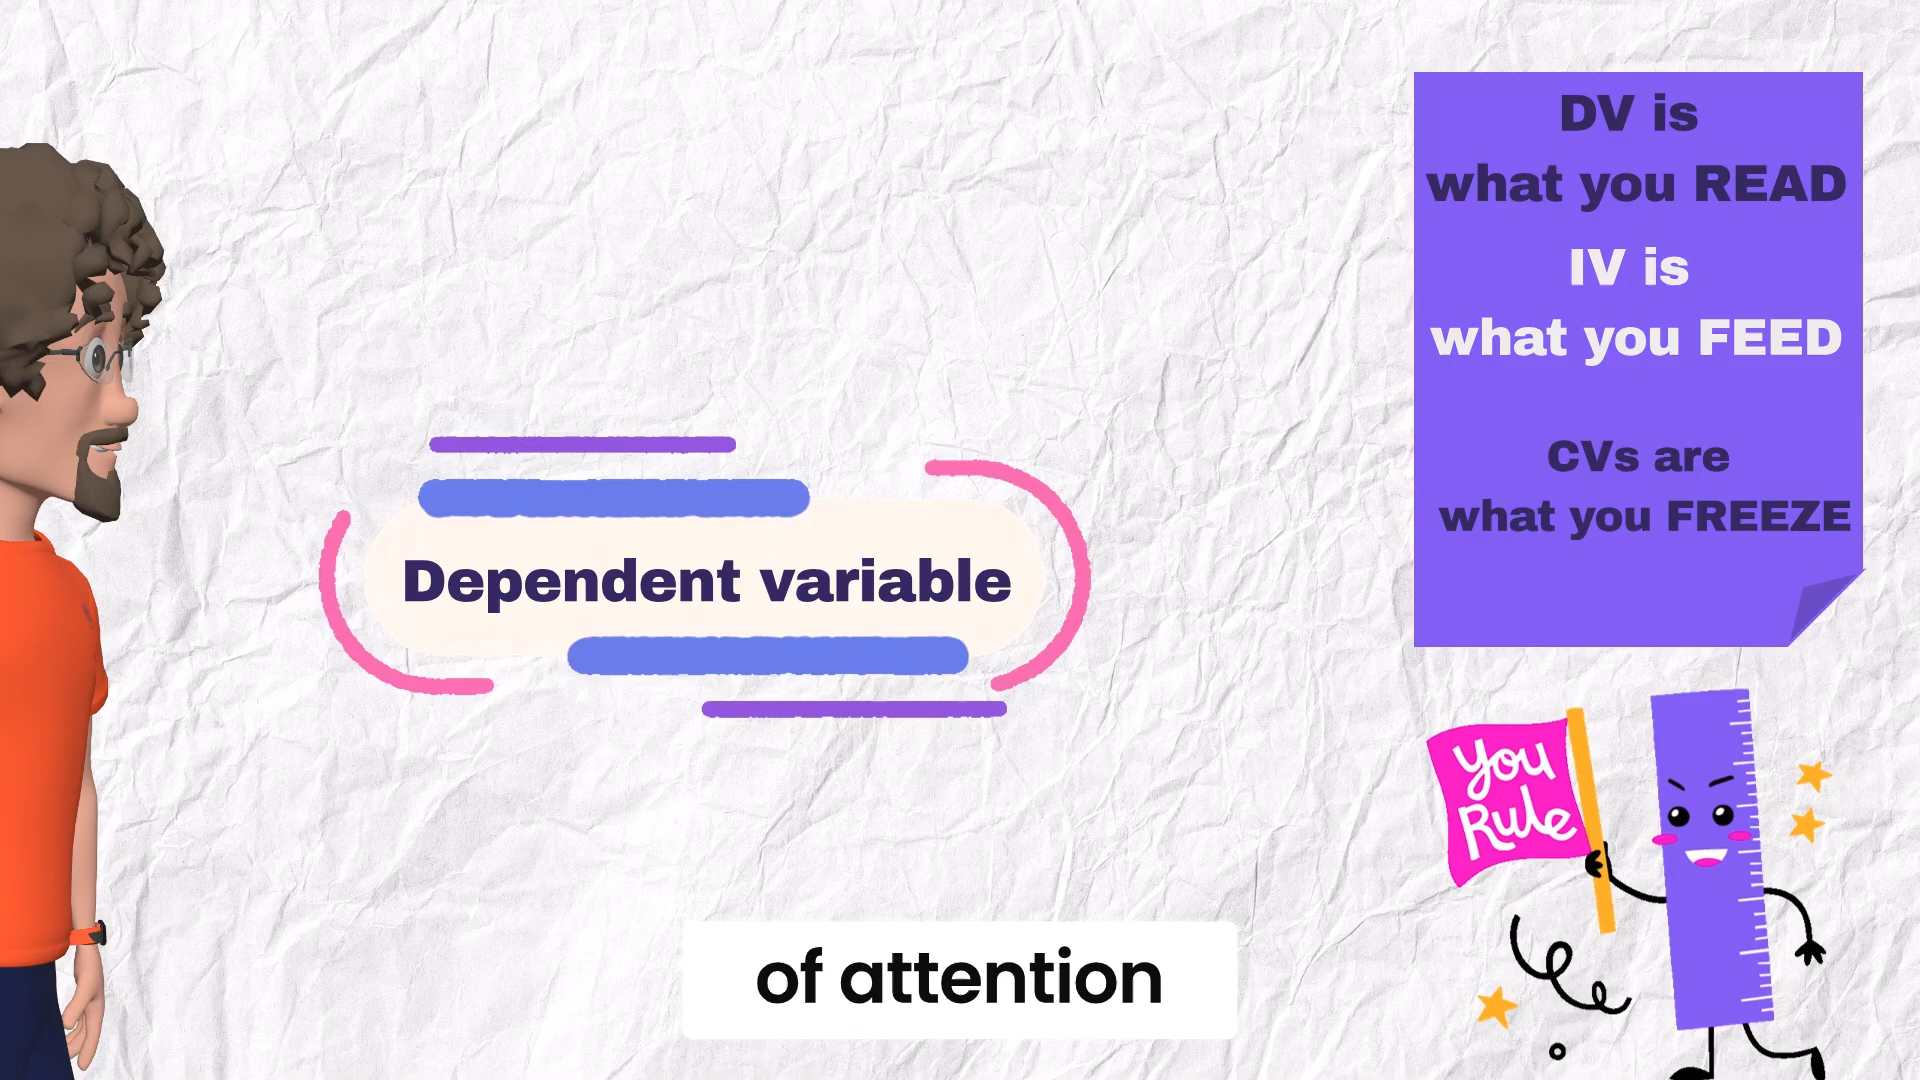 DV is
what you READ
IV is
what you FEED
CVs are
what you FREEZE
Dependent variable
You
Rule
of attention